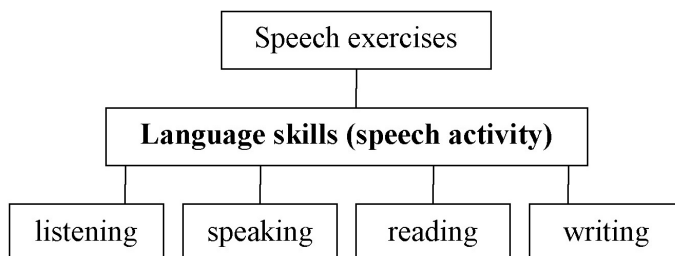 Speech exercises
Language skills (speech activity)
listening
speaking
reading
writing